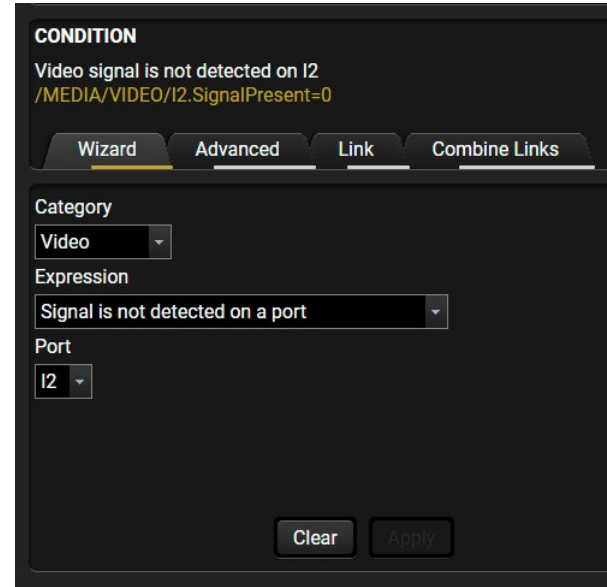 CONDITION
Video signal is not detected on I2
/MEDIA/VIDEO/I2.SignalPresent=0
Wizard Advanced Link Combine Links
Category
Video
Expression
Signal is not detected on a port
Port
I2
Clear Apply